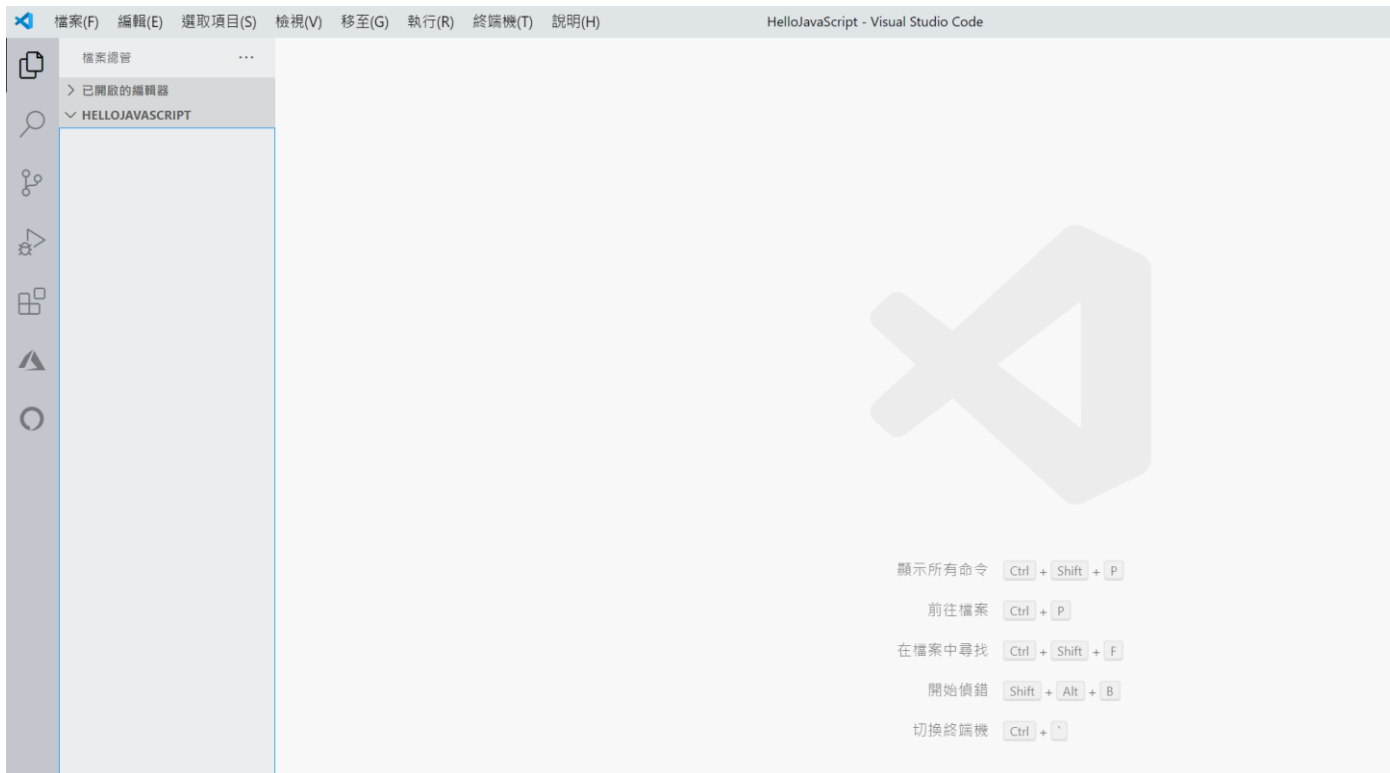 檔案(F) 編輯(E) 選取項目(S) 檢視(V) 移至(G) 執行(R) 終端機(T) 說明(H) HelloJavaScript - Visual Studio Code
檔案總管 ...
已開啟的編輯器
HELLOJAVASCRIPT
顯示所有命令 Ctrl + Shift + P
前往檔案 Ctrl + P
在檔案中尋找 Ctrl + Shift + F
開始偵錯 Shift + Alt + B
切換終端機 Ctrl + `